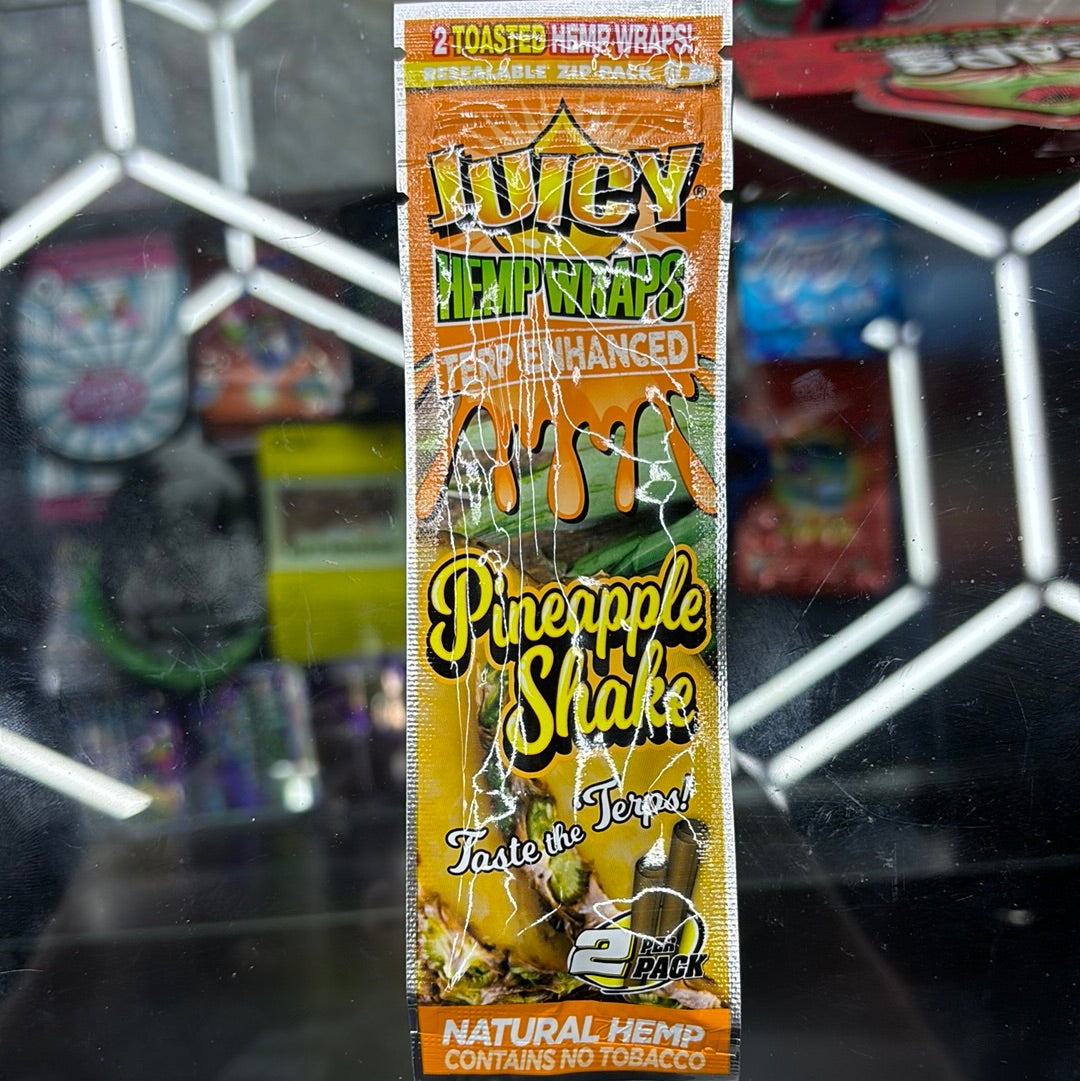 2 TOASTED HEMP WRAPS!
RESEALABLE ZIP PACK
JUICY®
HEMP WRAPS
TERP ENHANCED
Pineapple
Shake
Taste the Terps!
2 PER
PACK
NATURAL HEMP
CONTAINS NO TOBACCO